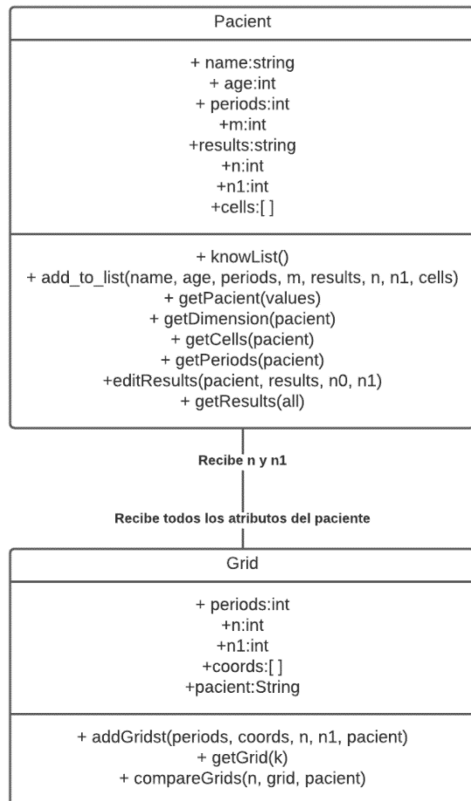 Pacient
+ name:string
+ age:int
+ periods:int
+m:int
+results:string
+n:int
+n1:int
+cells:[ ]
+ knowList()
+ add_to_list(name, age, periods, m, results, n, n1, cells)
+ getPacient(values)
+ getDimension(pacient)
+ getCells(pacient)
+ getPeriods(pacient)
+editResults(pacient, results, n0, n1)
+ getResults(all)
Recibe n y n1
Recibe todos los atributos del paciente
Grid
+ periods:int
+n:int
+n1:int
+coords:[ ]
+pacient:String
+ addGridst(periods, coords, n, n1, pacient)
+ getGrid(k)
+ compareGrids(n, grid, pacient)